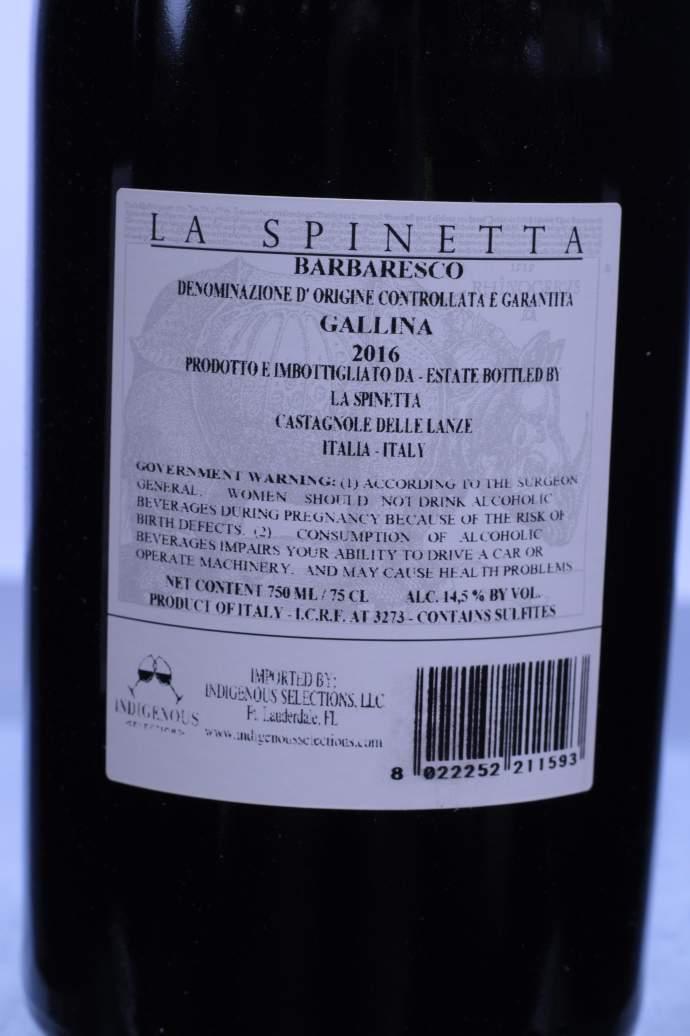 LA SPINETTA
BARBARESCO
DENOMINAZIONE D' ORIGINE CONTROLLATA E GARANTITA
GALLINA
2016
PRODOTTO E IMBOTTIGLIATO DA - ESTATE BOTTLED BY
LA SPINETTA
CASTAGNOLE DELLE LANZE
ITALIA - ITALY
GOVERNMENT WARNING: (1) ACCORDING TO THE SURGEON
GENERAL, WOMEN SHOULD NOT DRINK ALCOHOLIC
BEVERAGES DURING PREGNANCY BECAUSE OF THE RISK OF
BIRTH DEFECTS. (2) CONSUMPTION OF ALCOHOLIC
BEVERAGES IMPAIRS YOUR ABILITY TO DRIVE A CAR OR
OPERATE MACHINERY, AND MAY CAUSE HEALTH PROBLEMS
NET CONTENT 750 ML / 75 CL ALC. 14,5 % BY VOL.
PRODUCT OF ITALY - I.C.R.F. AT 3273 - CONTAINS SULFITES
INDIGENOUS
SELECTIONS
IMPORTED BY:
INDIGENOUS SELECTIONS, LLC
Ft. Lauderdale, FL
www.indigenousselections.com
8 022252 211593
1515
RHINOCERVS